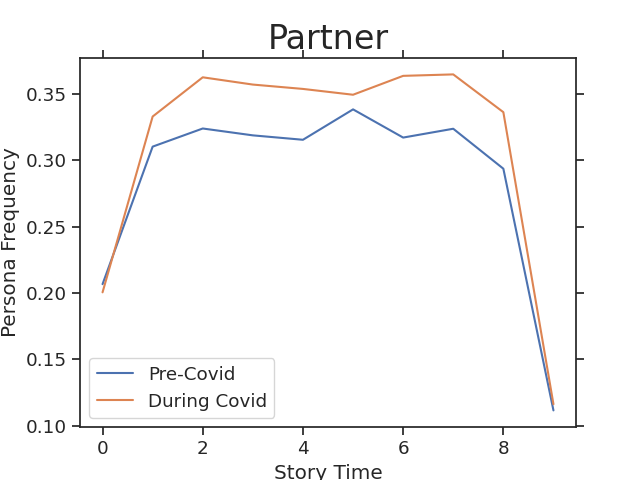 Partner
Persona Frequency
0.35
0.30
0.25
0.20
0.15
0.10
Pre-Covid
During Covid
0 2 4 6 8
Story Time